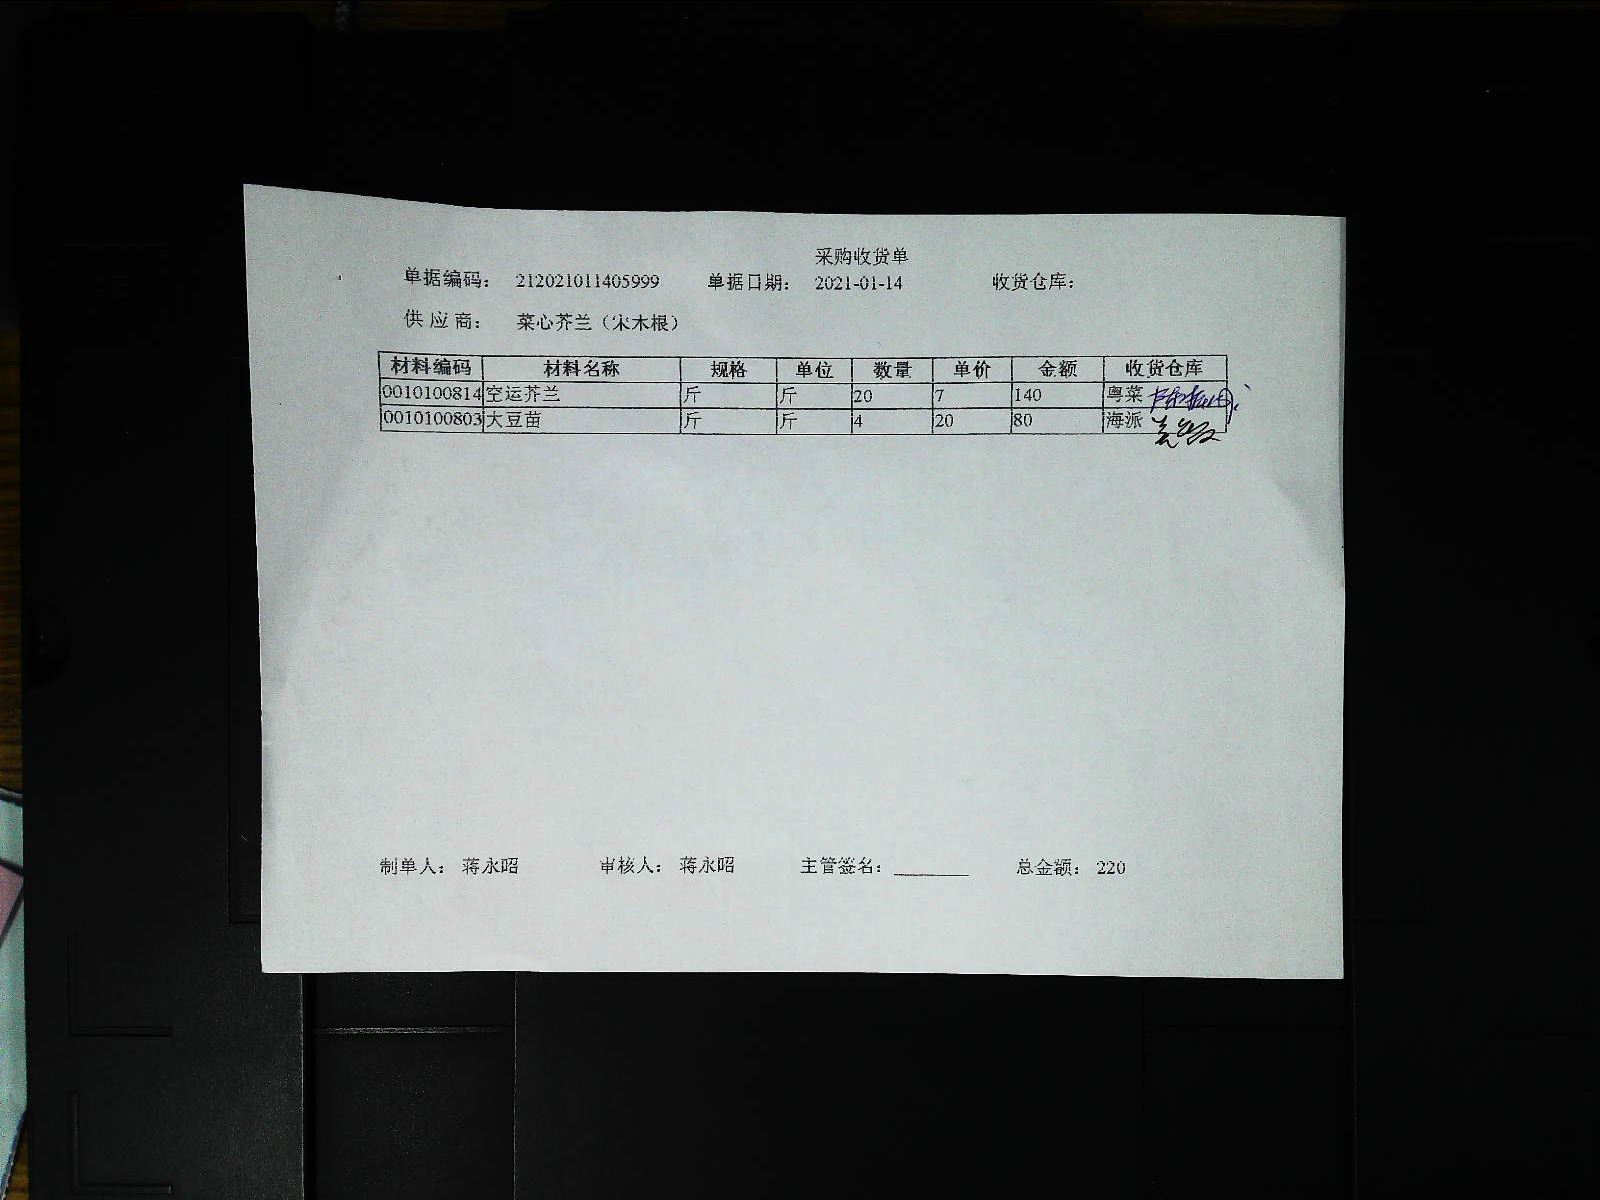 采购收货单
单据编码： 212021011405999 单据日期： 2021-01-14 收货仓库：
供应商： 菜心芥兰（宋木根）
材料编码 材料名称 规格 单位 数量 单价 金额 收货仓库
0010100814 空运芥兰 斤 斤 20 7 140 粤菜
0010100803 大豆苗 斤 斤 4 20 80 海派
制单人： 蒋永昭 审核人： 蒋永昭 主管签名：________ 总金额： 220